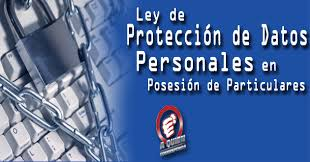 Ley de
Protección de Datos
Personales en
Posesión de Particulares